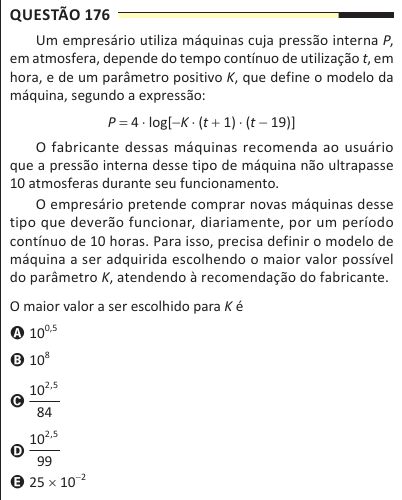 QUESTÃO 176
Um empresário utiliza máquinas cuja pressão interna P,
em atmosfera, depende do tempo contínuo de utilização t, em
hora, e de um parâmetro positivo K, que define o modelo da
máquina, segundo a expressão:
P = 4 · log[−K · (t + 1) · (t − 19)]
O fabricante dessas máquinas recomenda ao usuário
que a pressão interna desse tipo de máquina não ultrapasse
10 atmosferas durante seu funcionamento.
O empresário pretende comprar novas máquinas desse
tipo que deverão funcionar, diariamente, por um período
contínuo de 10 horas. Para isso, precisa definir o modelo de
máquina a ser adquirida escolhendo o maior valor possível
do parâmetro K, atendendo à recomendação do fabricante.
O maior valor a ser escolhido para K é
A 10^0,5
B 10^8
C 10^2,5 / 84
D 10^2,5 / 99
E 25 × 10^−2